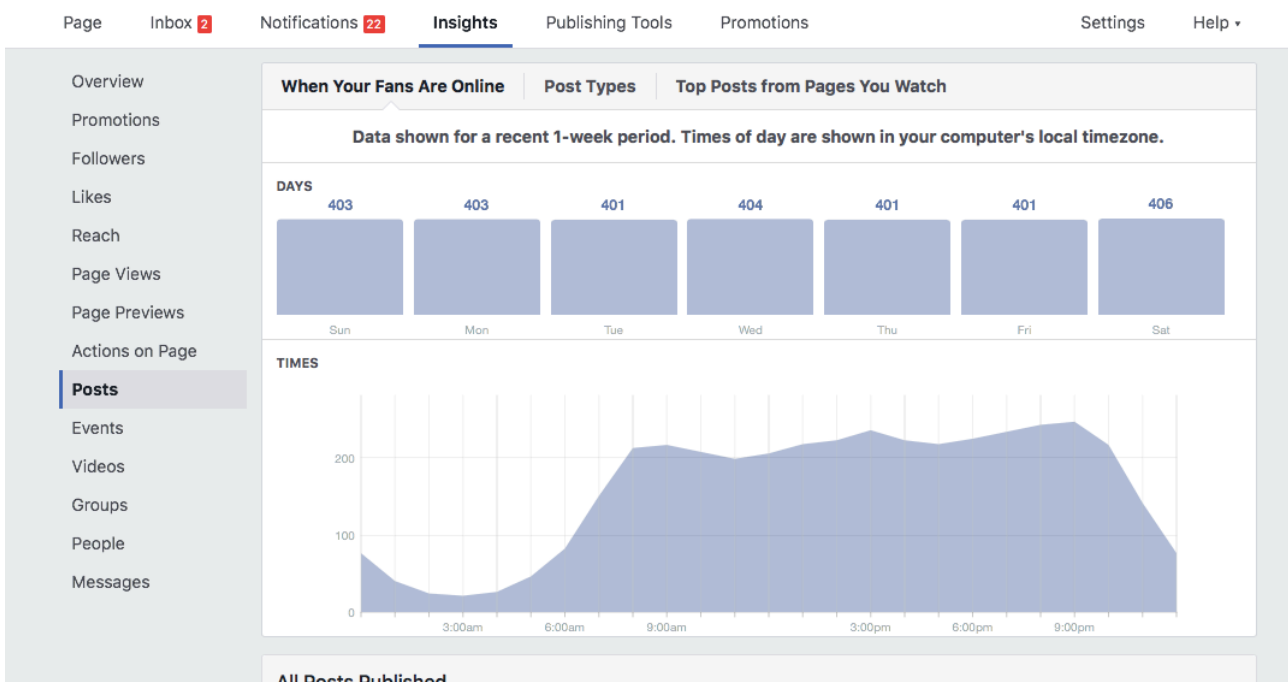 Page Inbox 2 Notifications 22 Insights Publishing Tools Promotions Settings Help
Overview
Promotions
Followers
Likes
Reach
Page Views
Page Previews
Actions on Page
Posts
Events
Videos
Groups
People
Messages
When Your Fans Are Online Post Types Top Posts from Pages You Watch
Data shown for a recent 1-week period. Times of day are shown in your computer's local timezone.
DAYS
403 403 401 404 401 401 406
Sun Mon Tue Wed Thu Fri Sat
TIMES
200
100
0
3:00am 6:00am 9:00am 3:00pm 6:00pm 9:00pm
All Posts Published